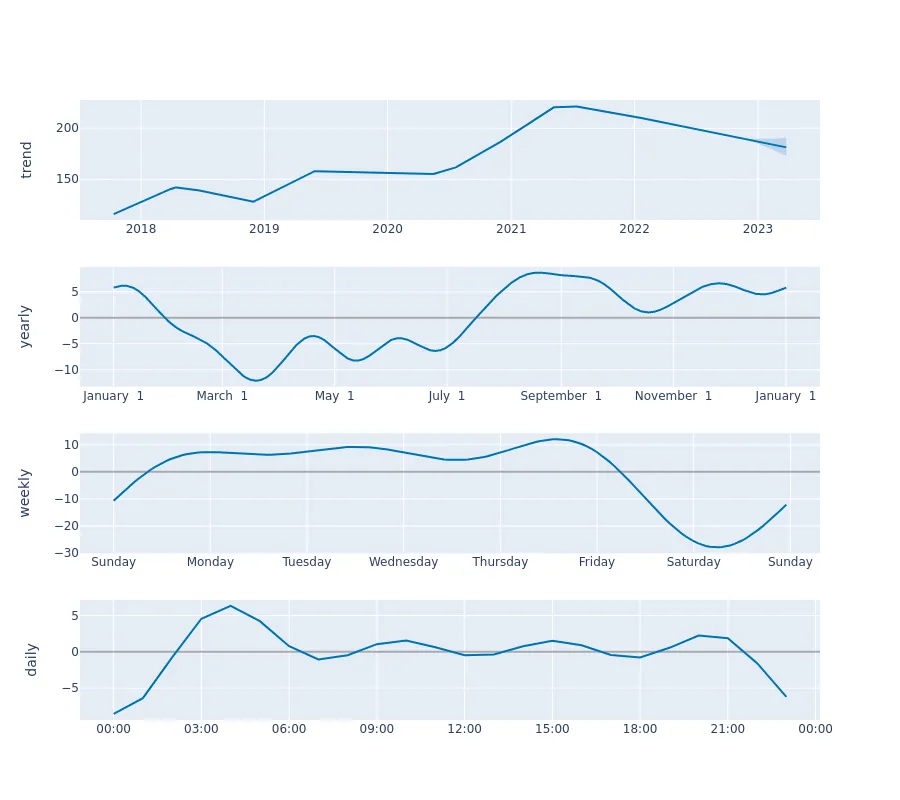 trend
200
150
2018 2019 2020 2021 2022 2023
yearly
5
0
−5
−10
January 1 March 1 May 1 July 1 September 1 November 1 January 1
weekly
10
0
−10
−20
−30
Sunday Monday Tuesday Wednesday Thursday Friday Saturday Sunday
daily
5
0
−5
00:00 03:00 06:00 09:00 12:00 15:00 18:00 21:00 00:00